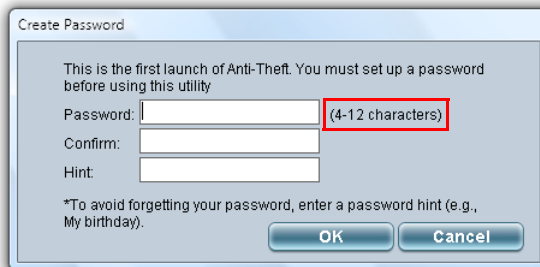 Create Password
This is the first launch of Anti-Theft. You must set up a password
before using this utility
Password: (4-12 characters)
Confirm:
Hint:
*To avoid forgetting your password, enter a password hint (e.g.,
My birthday).
OK Cancel